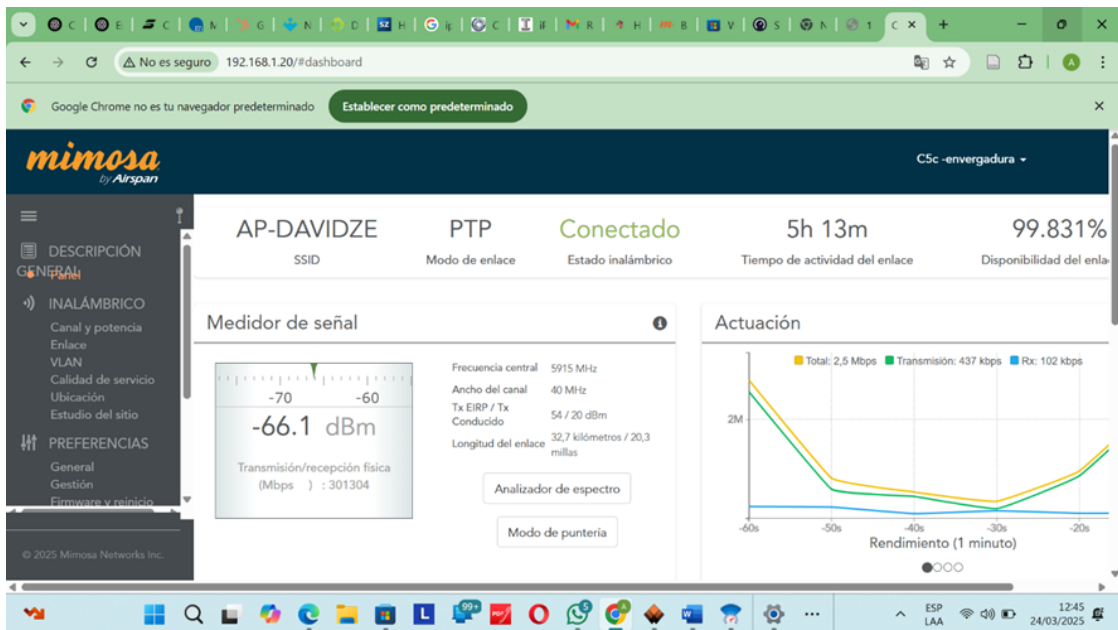 No es seguro 192.168.1.20/#dashboard
Google Chrome no es tu navegador predeterminado Establecer como predeterminado
mimosa
by Airspan
C5c -envergadura
DESCRIPCIÓN
GENERAL
Panel
INALÁMBRICO
Canal y potencia
Enlace
VLAN
Calidad de servicio
Ubicación
Estudio del sitio
PREFERENCIAS
General
Gestión
Firmware y reinicio
© 2025 Mimosa Networks Inc.
AP-DAVIDZE
SSID
PTP
Modo de enlace
Conectado
Estado inalámbrico
5h 13m
Tiempo de actividad del enlace
99.831%
Disponibilidad del enla
Medidor de señal
-70 -60
-66.1 dBm
Transmisión/recepción física
(Mbps ) : 301304
Frecuencia central 5915 MHz
Ancho del canal 40 MHz
Tx EIRP / Tx
Conducido
54 / 20 dBm
Longitud del enlace
32,7 kilómetros / 20,3
millas
Analizador de espectro
Modo de puntería
Actuación
Total: 2,5 Mbps Transmisión: 437 kbps Rx: 102 kbps
2M
-60s -50s -40s -30s -20s
Rendimiento (1 minuto)
99+
5
ESP
LAA
12:45
24/03/2025